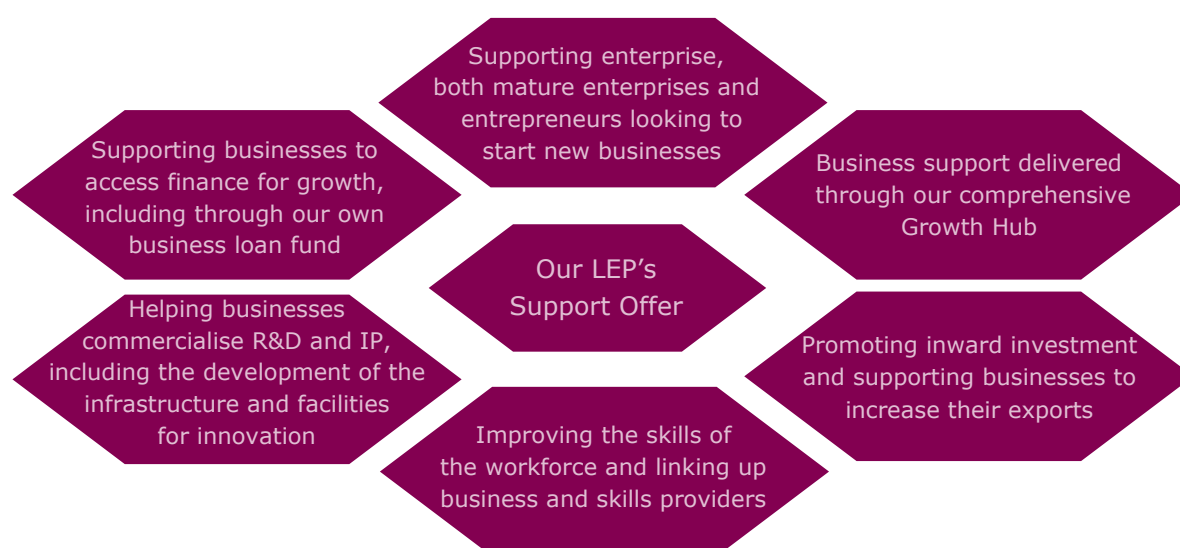 Supporting enterprise,
both mature enterprises and
entrepreneurs looking to
start new businesses
Supporting businesses to
access finance for growth,
including through our own
business loan fund
Business support delivered
through our comprehensive
Growth Hub
Our LEP’s
Support Offer
Helping businesses
commercialise R&D and IP,
including the development of the
infrastructure and facilities
for innovation
Promoting inward investment
and supporting businesses to
increase their exports
Improving the skills of
the workforce and linking up
business and skills providers